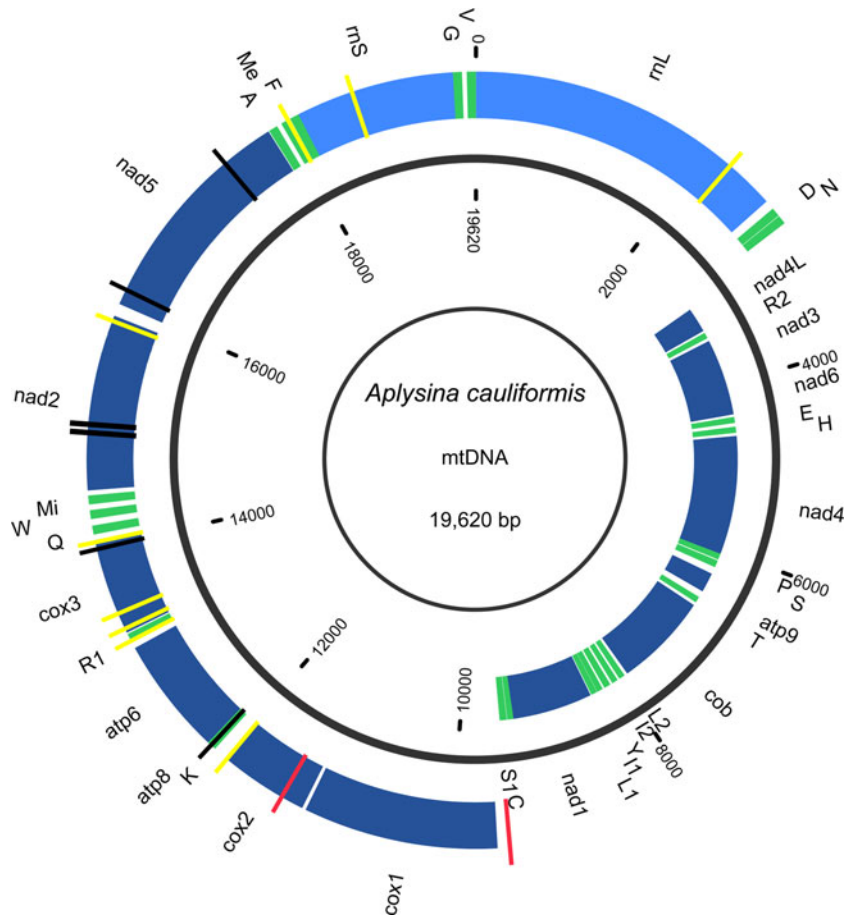 V
G
0
rnL
D
N
nad4L
R2
nad3
4000
nad6
E
H
nad4
6000
P
S
atp9
T
cob
L2
I2
8000
Y
I1
L1
nad1
S1
C
cox1
cox2
K
atp8
atp6
R1
cox3
Q
W
Mi
nad2
nad5
Me
A
F
rnS
19620
2000
10000
12000
14000
16000
18000
Aplysina cauliformis
mtDNA
19,620 bp